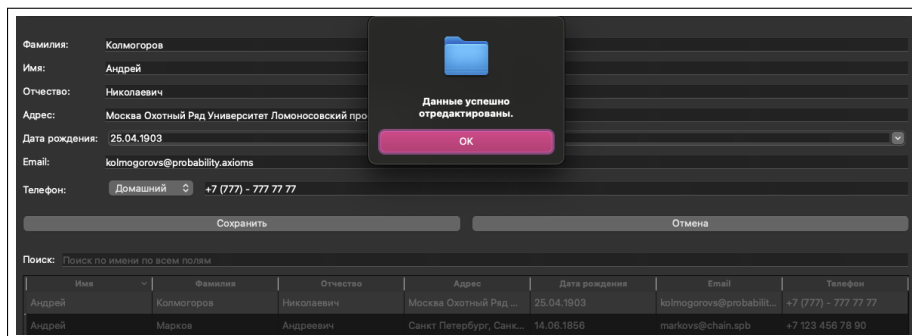 Фамилия: Колмогоров
Имя: Андрей
Отчество: Николаевич
Адрес: Москва Охотный Ряд Университет Ломоносовский про
Дата рождения: 25.04.1903
Email: kolmogorovs@probability.axioms
Телефон: Домашний +7 (777) - 777 77 77
Данные успешно
отредактированы.
OK
Сохранить Отмена
Поиск: Поиск по имени по всем полям
Имя Фамилия Отчество Адрес Дата рождения Email Телефон
Андрей Колмогоров Николаевич Москва Охотный Ряд ... 25.04.1903 kolmogorovs@probabilit... +7 (777) - 777 77 77
Андрей Марков Андреевич Санкт Петербург, Санк... 14.06.1856 markovs@chain.spb +7 123 456 78 90